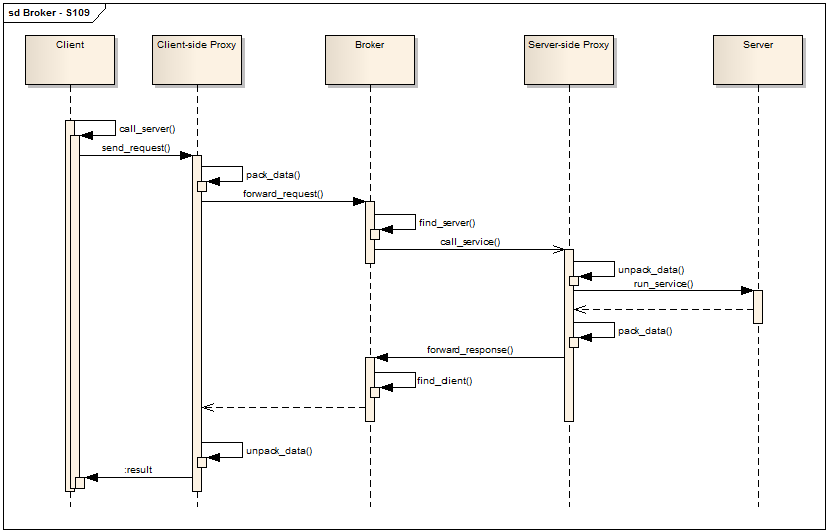 sd Broker - S109
Client
Client-side Proxy
Broker
Server-side Proxy
Server
call_server()
send_request()
pack_data()
forward_request()
find_server()
call_service()
unpack_data()
run_service()
pack_data()
forward_response()
find_client()
unpack_data()
:result